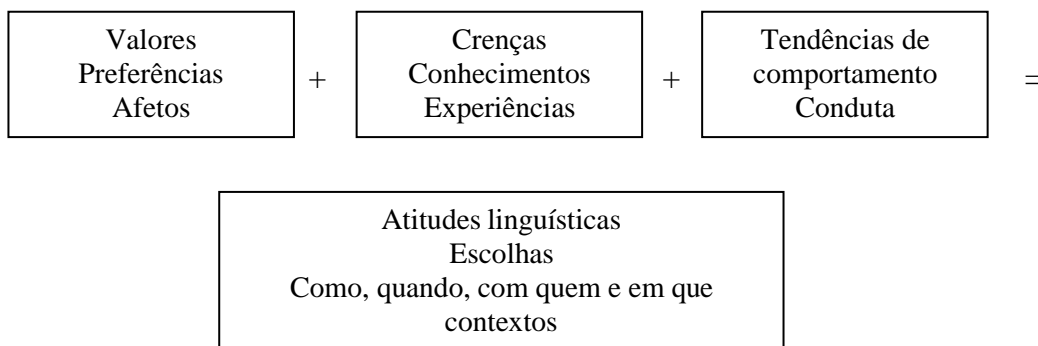 Valores
Preferências
Afetos
+
Crenças
Conhecimentos
Experiências
+
Tendências de
comportamento
Conduta
=
Atitudes linguísticas
Escolhas
Como, quando, com quem e em que
contextos